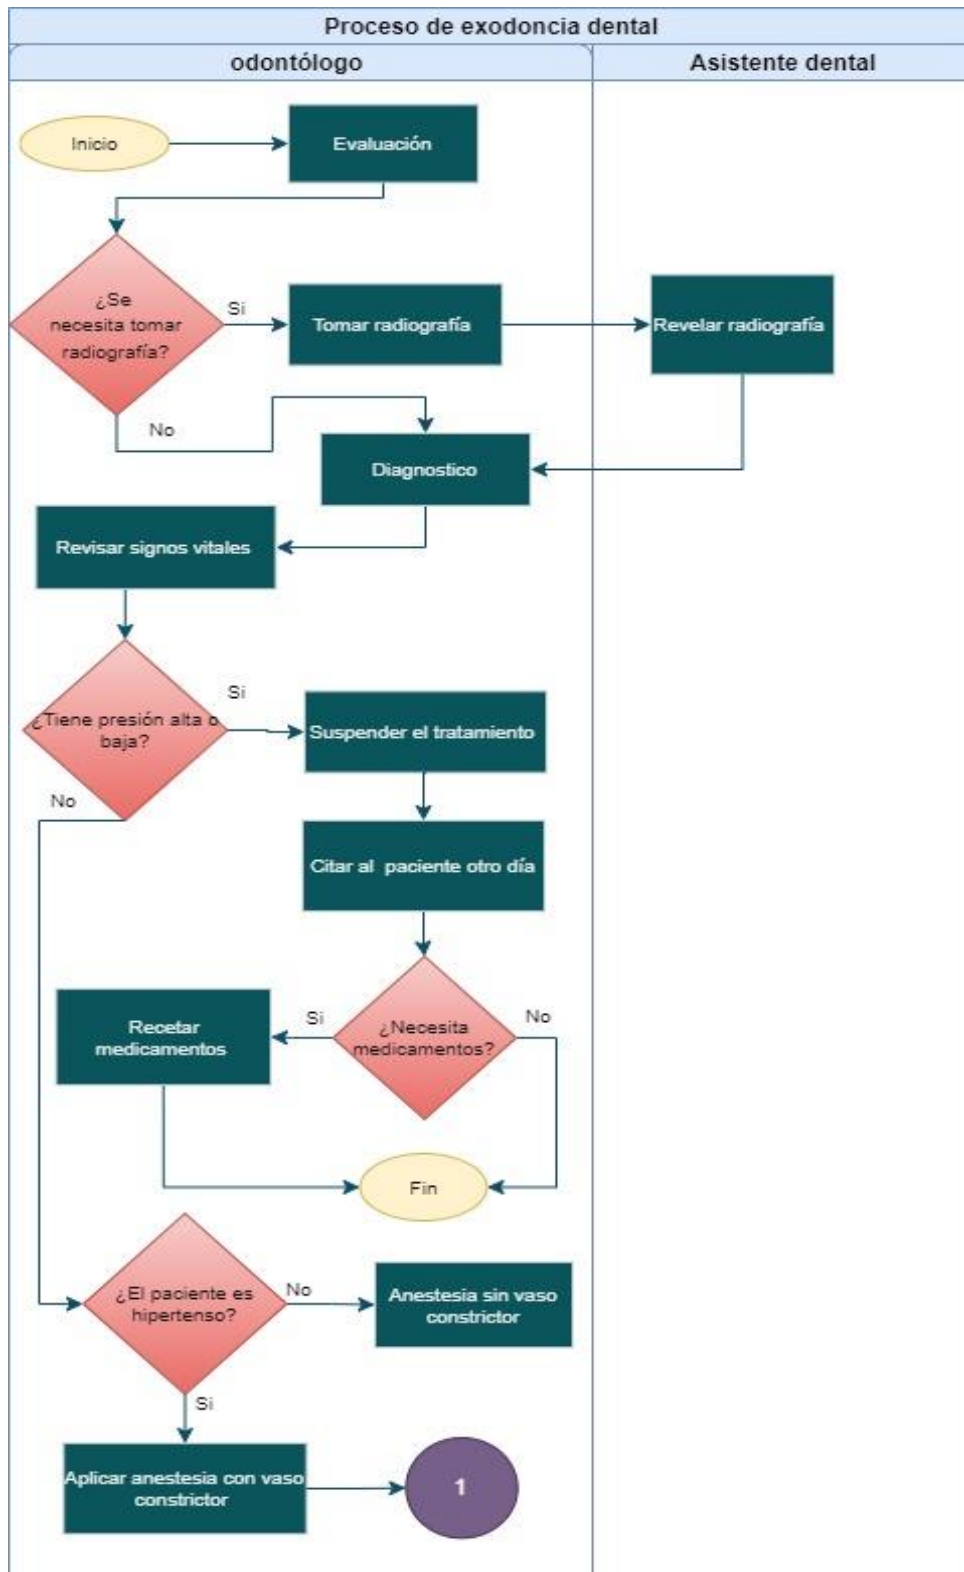 Proceso de exodoncia dental
odontólogo
Asistente dental
Inicio
Evaluación
¿Se
necesita tomar
radiografía?
Si
Tomar radiografía
Revelar radiografía
No
Diagnostico
Revisar signos vitales
¿Tiene presión alta o
baja?
Si
Suspender el tratamiento
No
Citar al paciente otro día
¿Necesita
medicamentos?
Si
No
Recetar
medicamentos
Fin
¿El paciente es
hipertenso?
No
Anestesia sin vaso
constrictor
Si
Aplicar anestesia con vaso
constrictor
1